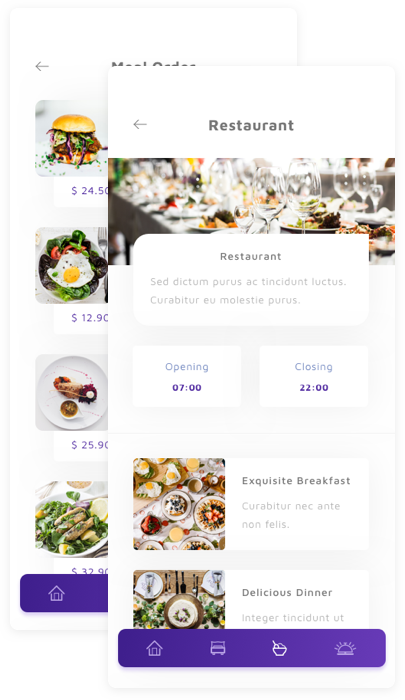 Meal Order
$ 24.50
$ 12.90
$ 25.90
$ 32.90
Restaurant
Restaurant
Sed dictum purus ac tincidunt luctus.
Curabitur eu molestie purus.
Opening
07:00
Closing
22:00
Exquisite Breakfast
Curabitur nec ante
non felis.
Delicious Dinner
Integer tincidunt ut